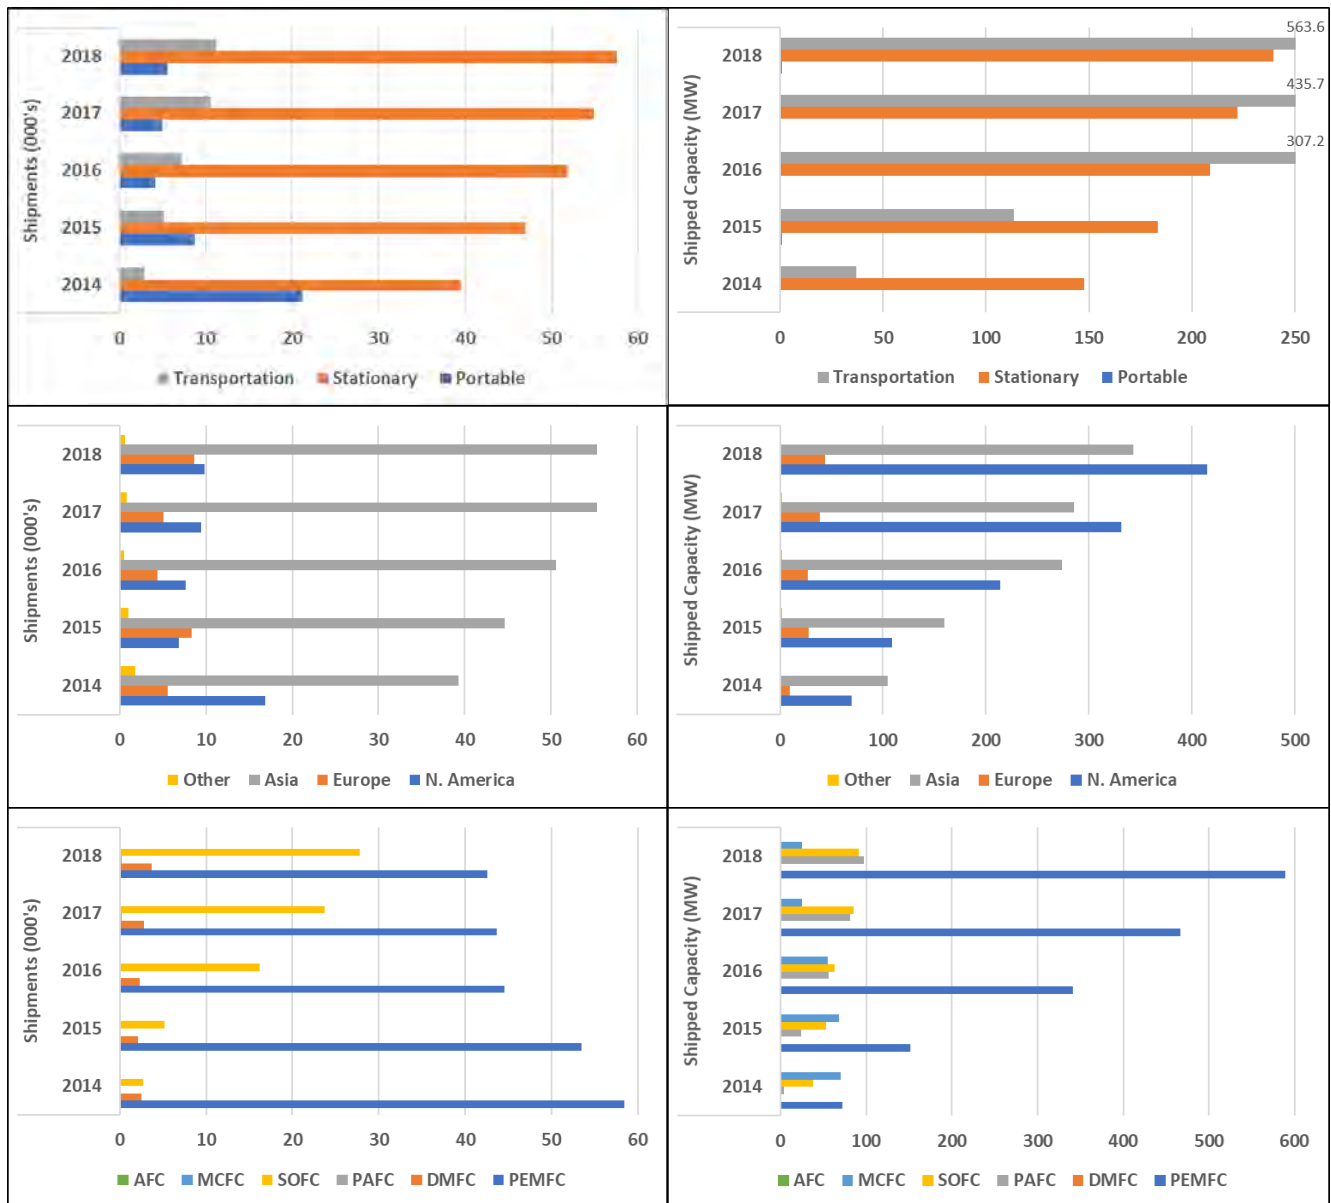 Shipments (000's)
2018
2017
2016
2015
2014
0 10 20 30 40 50 60
Transportation Stationary Portable
Shipped Capacity (MW)
563.6
2018
435.7
2017
307.2
2016
2015
2014
0 50 100 150 200 250
Transportation Stationary Portable
Shipments (000's)
2018
2017
2016
2015
2014
0 10 20 30 40 50 60
Other Asia Europe N. America
Shipped Capacity (MW)
2018
2017
2016
2015
2014
0 100 200 300 400 500
Other Asia Europe N. America
Shipments (000's)
2018
2017
2016
2015
2014
0 10 20 30 40 50 60
AFC MCFC SOFC PAFC DMFC PEMFC
Shipped Capacity (MW)
2018
2017
2016
2015
2014
0 100 200 300 400 500 600
AFC MCFC SOFC PAFC DMFC PEMFC